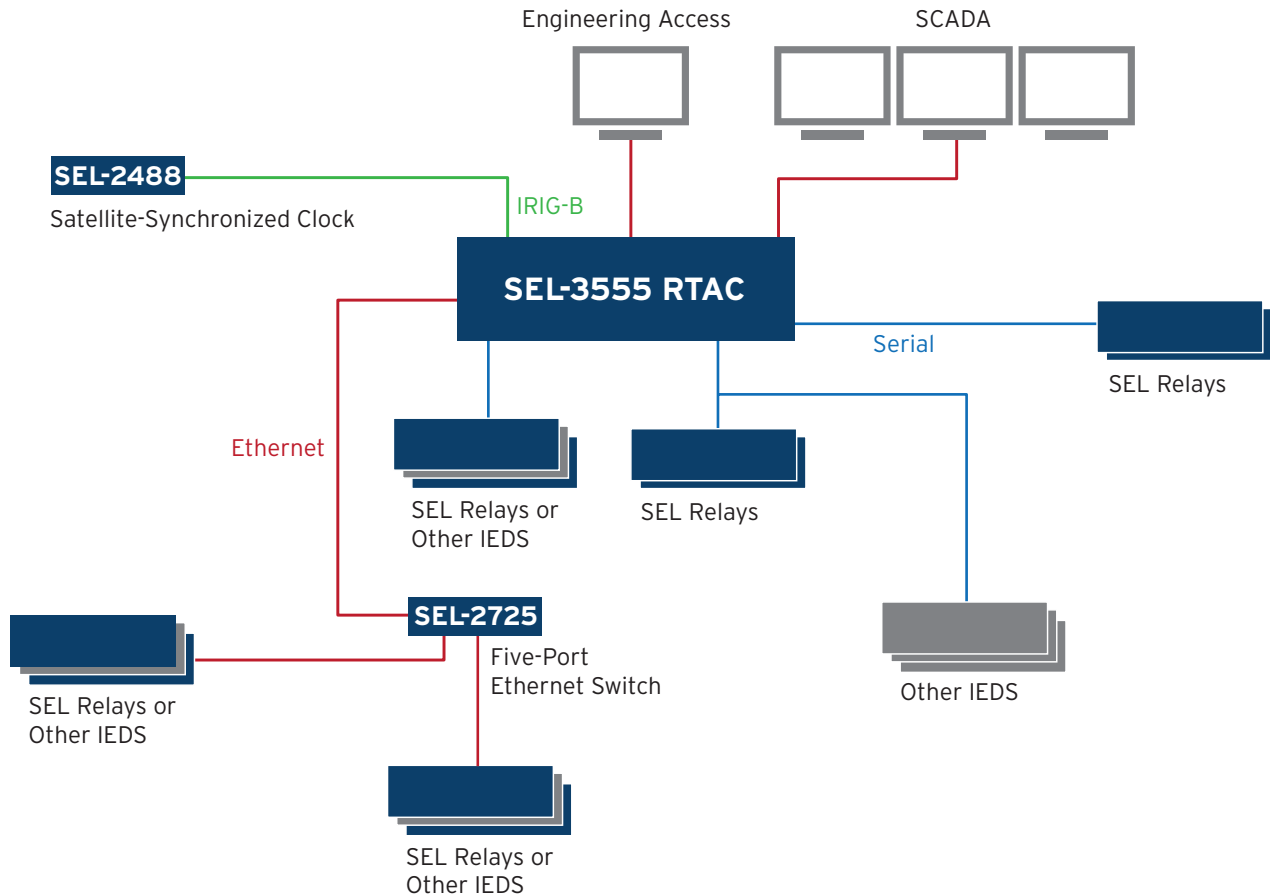 Engineering Access
SCADA
SEL-2488
Satellite-Synchronized Clock
IRIG-B
SEL-3555 RTAC
Serial
SEL Relays
Ethernet
SEL Relays or
Other IEDS
SEL Relays
SEL-2725
Five-Port
Ethernet Switch
SEL Relays or
Other IEDS
Other IEDS
SEL Relays or
Other IEDS